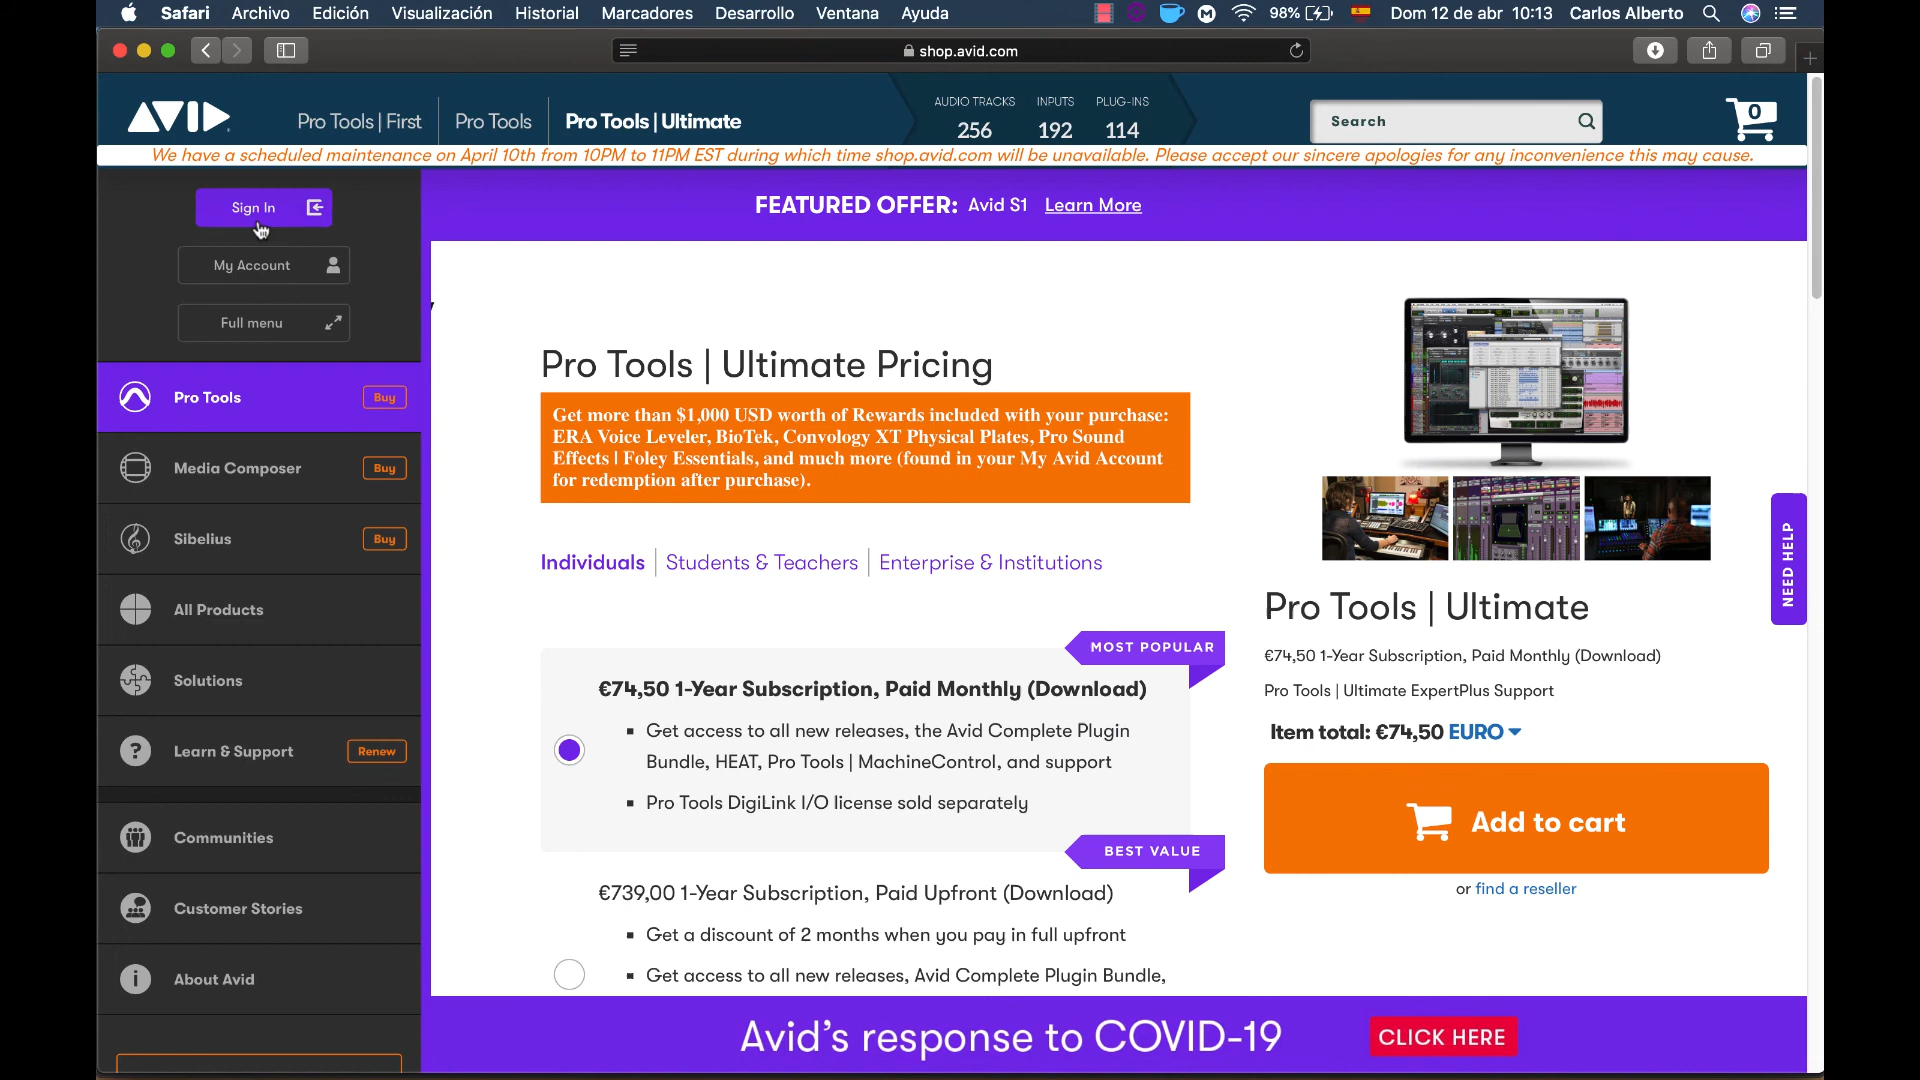 Safari Archivo Edición Visualización Historial Marcadores Desarrollo Ventana Ayuda 98% Dom 12 de abr 10:13 Carlos Alberto
shop.avid.com
AVID
Pro Tools | First
Pro Tools
Pro Tools | Ultimate
AUDIO TRACKS INPUTS PLUG-INS
256 192 114
Search
0
We have a scheduled maintenance on April 10th from 10PM to 11PM EST during which time shop.avid.com will be unavailable. Please accept our sincere apologies for any inconvenience this may cause.
Sign In
My Account
Full menu
Pro Tools Buy
Media Composer Buy
Sibelius Buy
All Products
Solutions
Learn & Support Renew
Communities
Customer Stories
About Avid
FEATURED OFFER: Avid S1 Learn More
Pro Tools | Ultimate Pricing
Get more than $1,000 USD worth of Rewards included with your purchase:
ERA Voice Leveler, BioTek, Convology XT Physical Plates, Pro Sound
Effects | Foley Essentials, and much more (found in your My Avid Account
for redemption after purchase).
Individuals Students & Teachers Enterprise & Institutions
MOST POPULAR
€74,50 1-Year Subscription, Paid Monthly (Download)
Get access to all new releases, the Avid Complete Plugin
Bundle, HEAT, Pro Tools | MachineControl, and support
Pro Tools DigiLink I/O license sold separately
BEST VALUE
€739,00 1-Year Subscription, Paid Upfront (Download)
Get a discount of 2 months when you pay in full upfront
Get access to all new releases, Avid Complete Plugin Bundle,
Pro Tools | Ultimate
€74,50 1-Year Subscription, Paid Monthly (Download)
Pro Tools | Ultimate ExpertPlus Support
Item total: €74,50 EURO
Add to cart
or find a reseller
NEED HELP
Avid's response to COVID-19
CLICK HERE